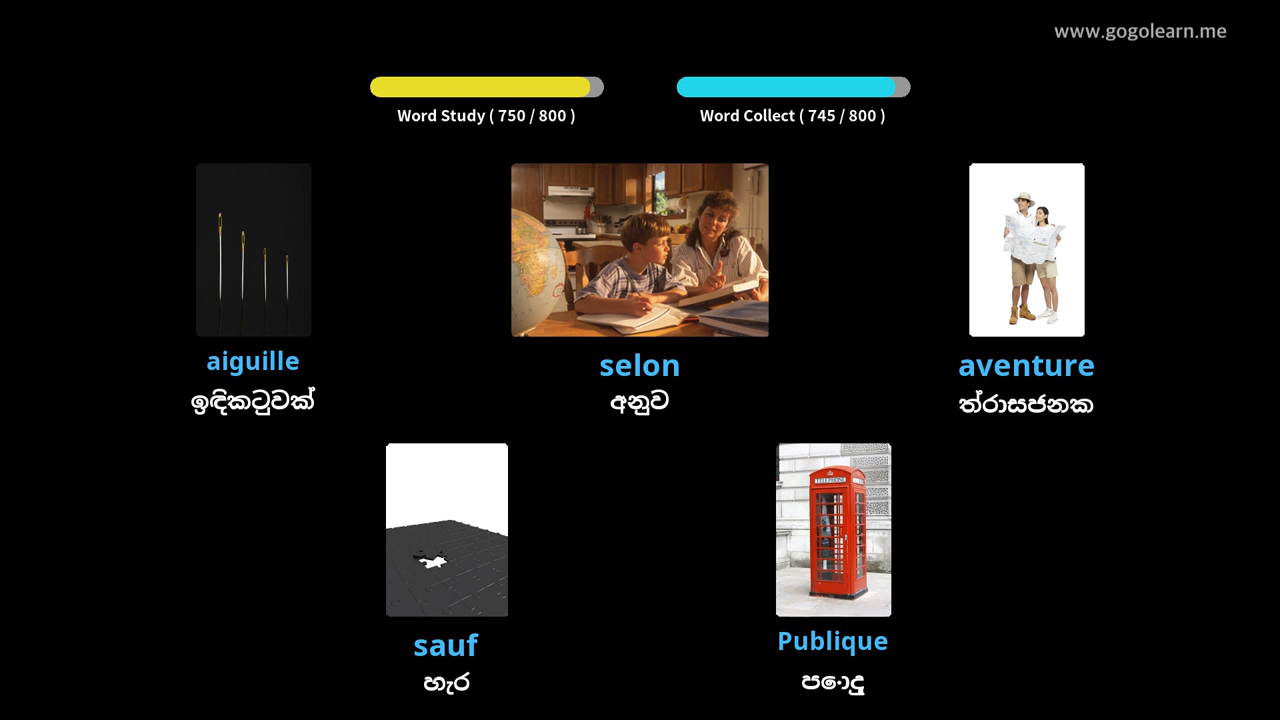 www.gogolearn.me
Word Study ( 750 / 800 )
Word Collect ( 745 / 800 )
aiguille
ඉඳිකටුවක්
selon
අනුව
aventure
ත්රාසජනක
TELEPHONE
sauf
හැර
Publique
පොදු